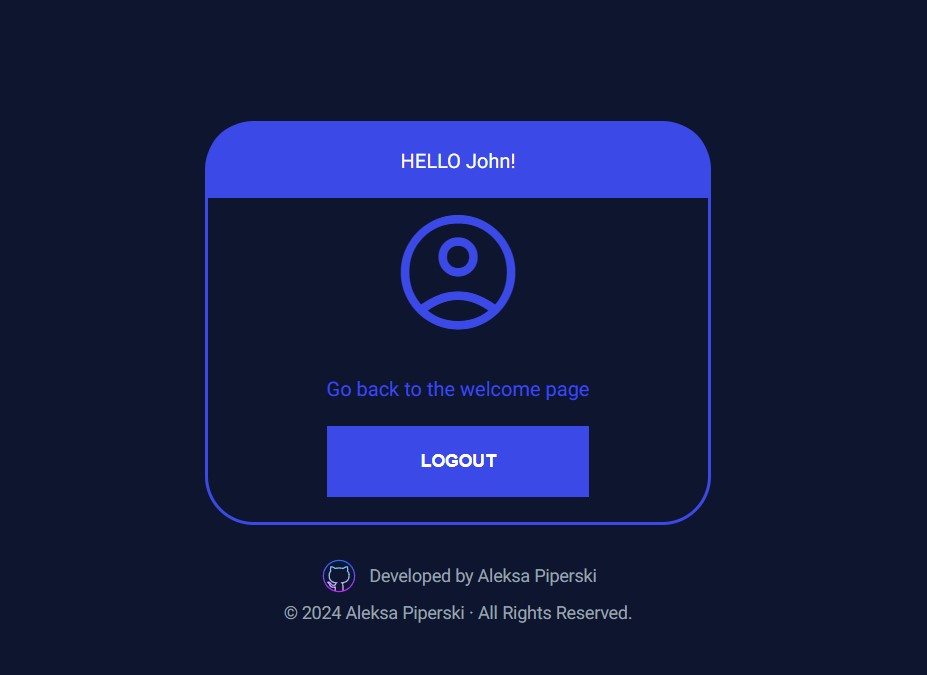 HELLO John!
Go back to the welcome page
LOGOUT
Developed by Aleksa Piperski
© 2024 Aleksa Piperski · All Rights Reserved.